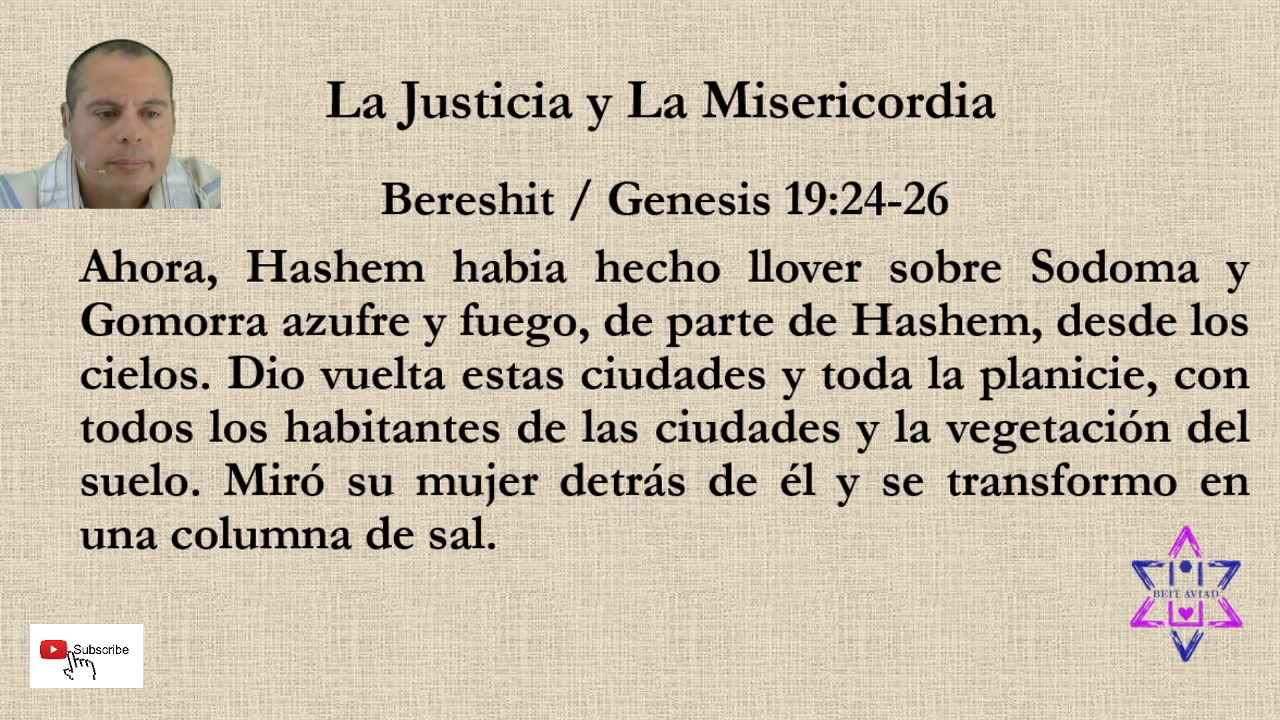 La Justicia y La Misericordia
Bereshit / Genesis 19:24-26
Ahora, Hashem habia hecho llover sobre Sodoma y
Gomorra azufre y fuego, de parte de Hashem, desde los
cielos. Dio vuelta estas ciudades y toda la planicie, con
todos los habitantes de las ciudades y la vegetación del
suelo. Miró su mujer detrás de él y se transformo en
una columna de sal.
BEIT AVIAD
Subscribe